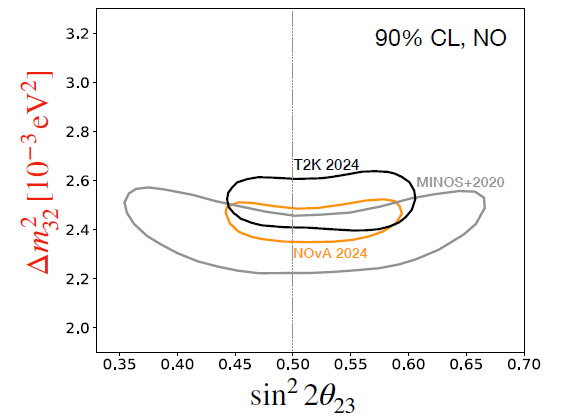 90% CL, NO
3.2
3.0
2.8
2.6
2.4
2.2
2.0
Δm²₃₂ [10⁻³ eV²]
T2K 2024
MINOS+2020
NOvA 2024
0.35 0.40 0.45 0.50 0.55 0.60 0.65 0.70
sin² 2θ₂₃